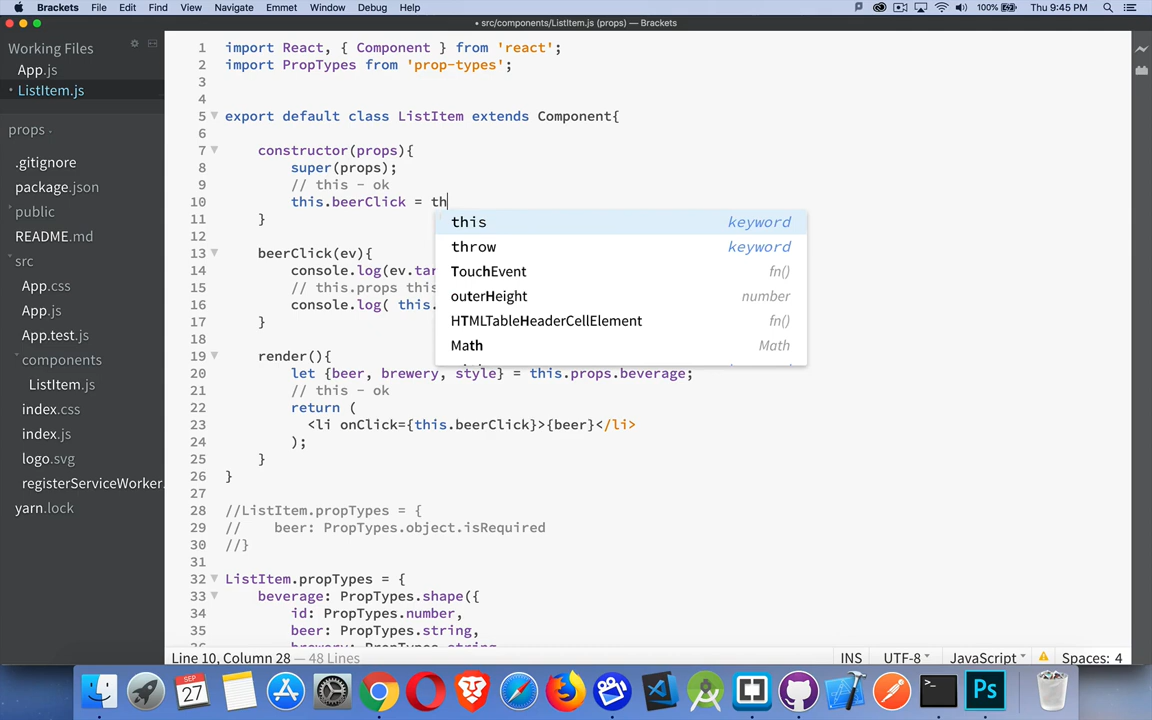 Brackets File Edit View Navigate Emmet Window Debug Help 100% Thu 9:45 PM
• src/components/ListItem.js (props) — Brackets
Working Files
App.js
• ListItem.js
props
.gitignore
package.json
public
README.md
src
App.css
App.js
App.test.js
components
ListItem.js
index.css
index.js
logo.svg
registerServiceWorker.
yarn.lock
1 import React, { Component } from 'react';
2 import PropTypes from 'prop-types';
3
4
5 export default class ListItem extends Component{
6
7 constructor(props){
8 super(props);
9 // this - ok
10 this.beerClick = th
11 }
12
13 beerClick(ev){
14 console.log(ev.tar
15 // this.props this
16 console.log( this.
17 }
18
19 render(){
20 let {beer, brewery, style} = this.props.beverage;
21 // this - ok
22 return (
23 <li onClick={this.beerClick}>{beer}</li>
24 );
25 }
26 }
27
28 //ListItem.propTypes = {
29 // beer: PropTypes.object.isRequired
30 //}
31
32 ListItem.propTypes = {
33 beverage: PropTypes.shape({
34 id: PropTypes.number,
35 beer: PropTypes.string,
brewery: PropTypes.string
this keyword
throw keyword
TouchEvent fn()
outerHeight number
HTMLTableHeaderCellElement fn()
Math Math
Line 10, Column 28 — 48 Lines INS UTF-8 JavaScript Spaces: 4
SEP
27
>_
Ps